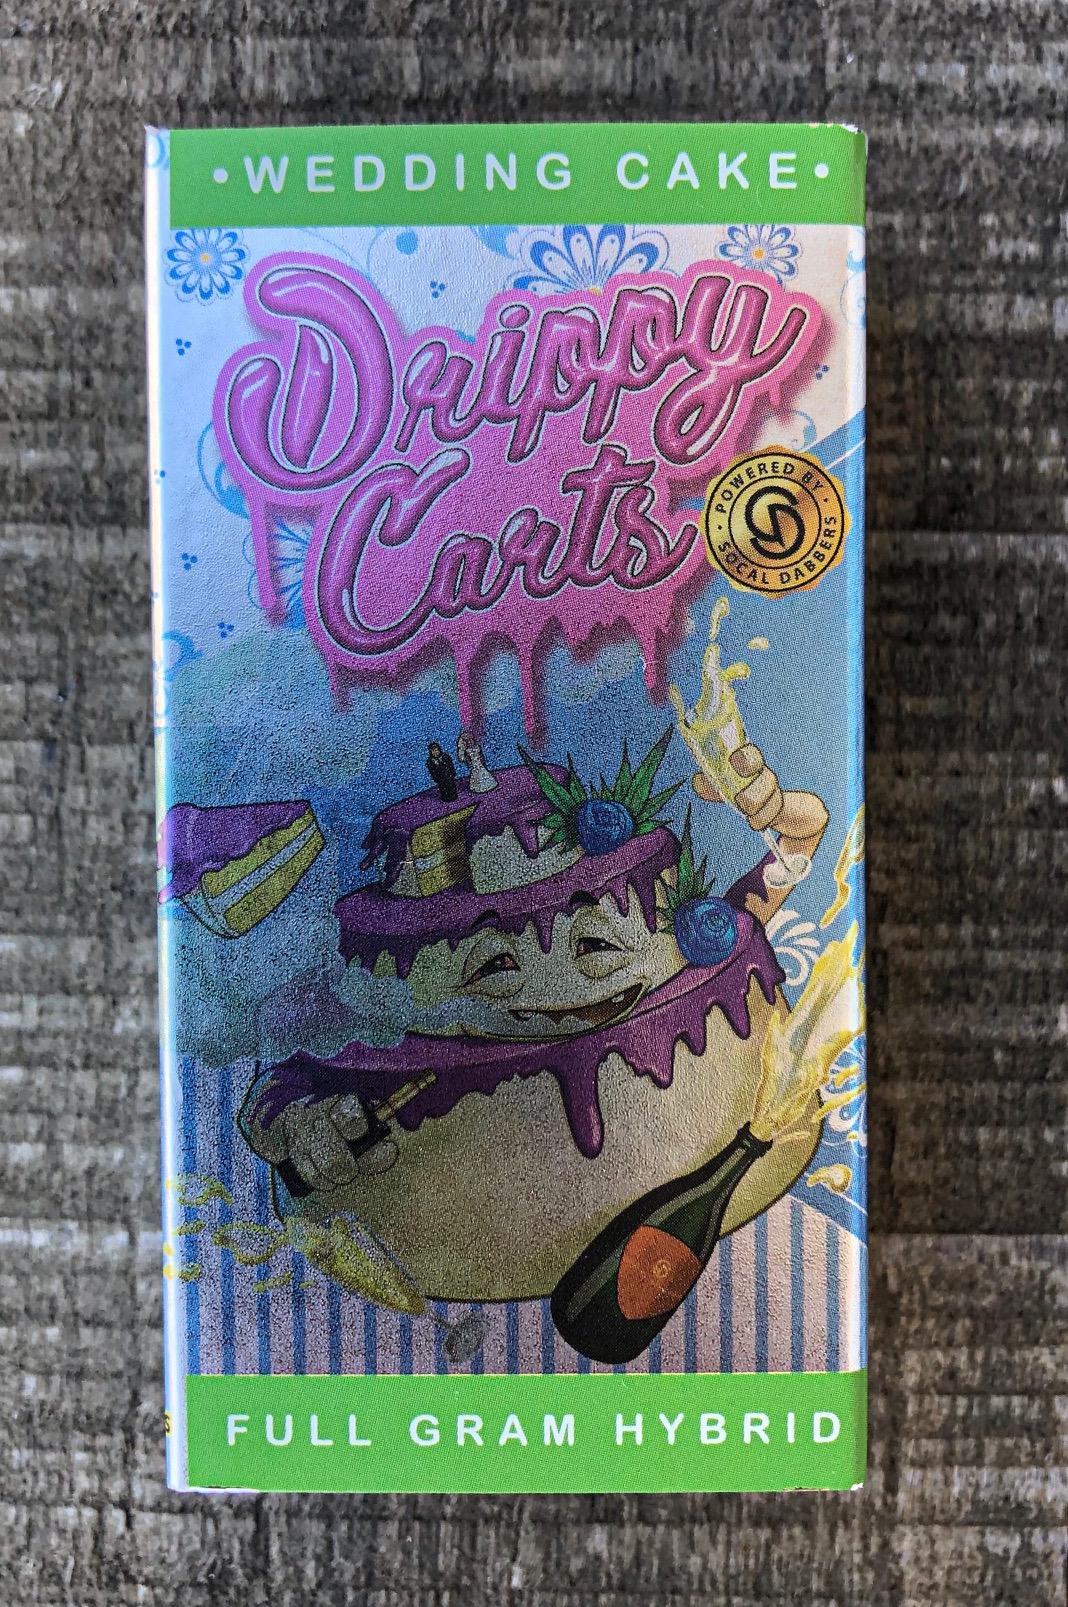 •WEDDING CAKE•
Drippy
Carts
• POWERED BY •
SOCAL DABBERS
FULL GRAM HYBRID